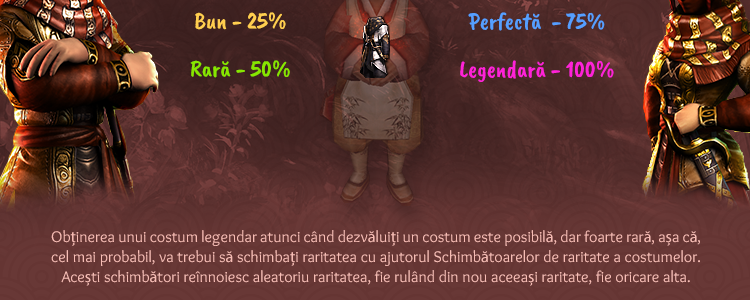 Bun - 25%
Perfectă - 75%
Rară - 50%
Legendară - 100%
Obținerea unui costum legendar atunci când dezvăluiți un costum este posibilă, dar foarte rară, așa că,
cel mai probabil, va trebui să schimbați raritatea cu ajutorul Schimbătoarelor de raritate a costumelor.
Acești schimbători reînnoiesc aleatoriu raritatea, fie rulând din nou aceeași raritate, fie oricare alta.